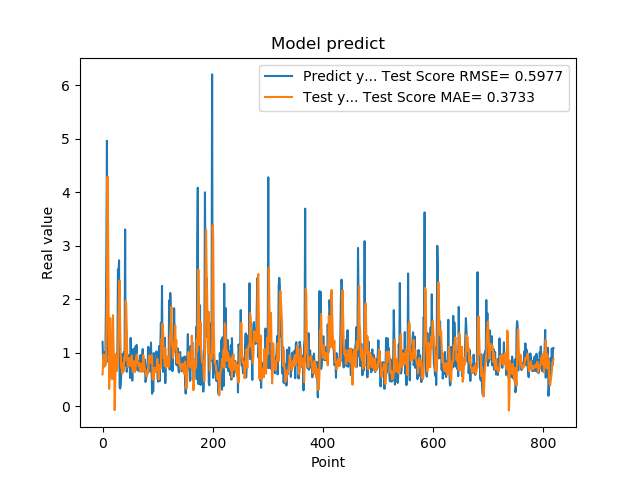 Model predict
Predict y... Test Score RMSE= 0.5977
Test y... Test Score MAE= 0.3733
Real value
6
5
4
3
2
1
0
0 200 400 600 800
Point